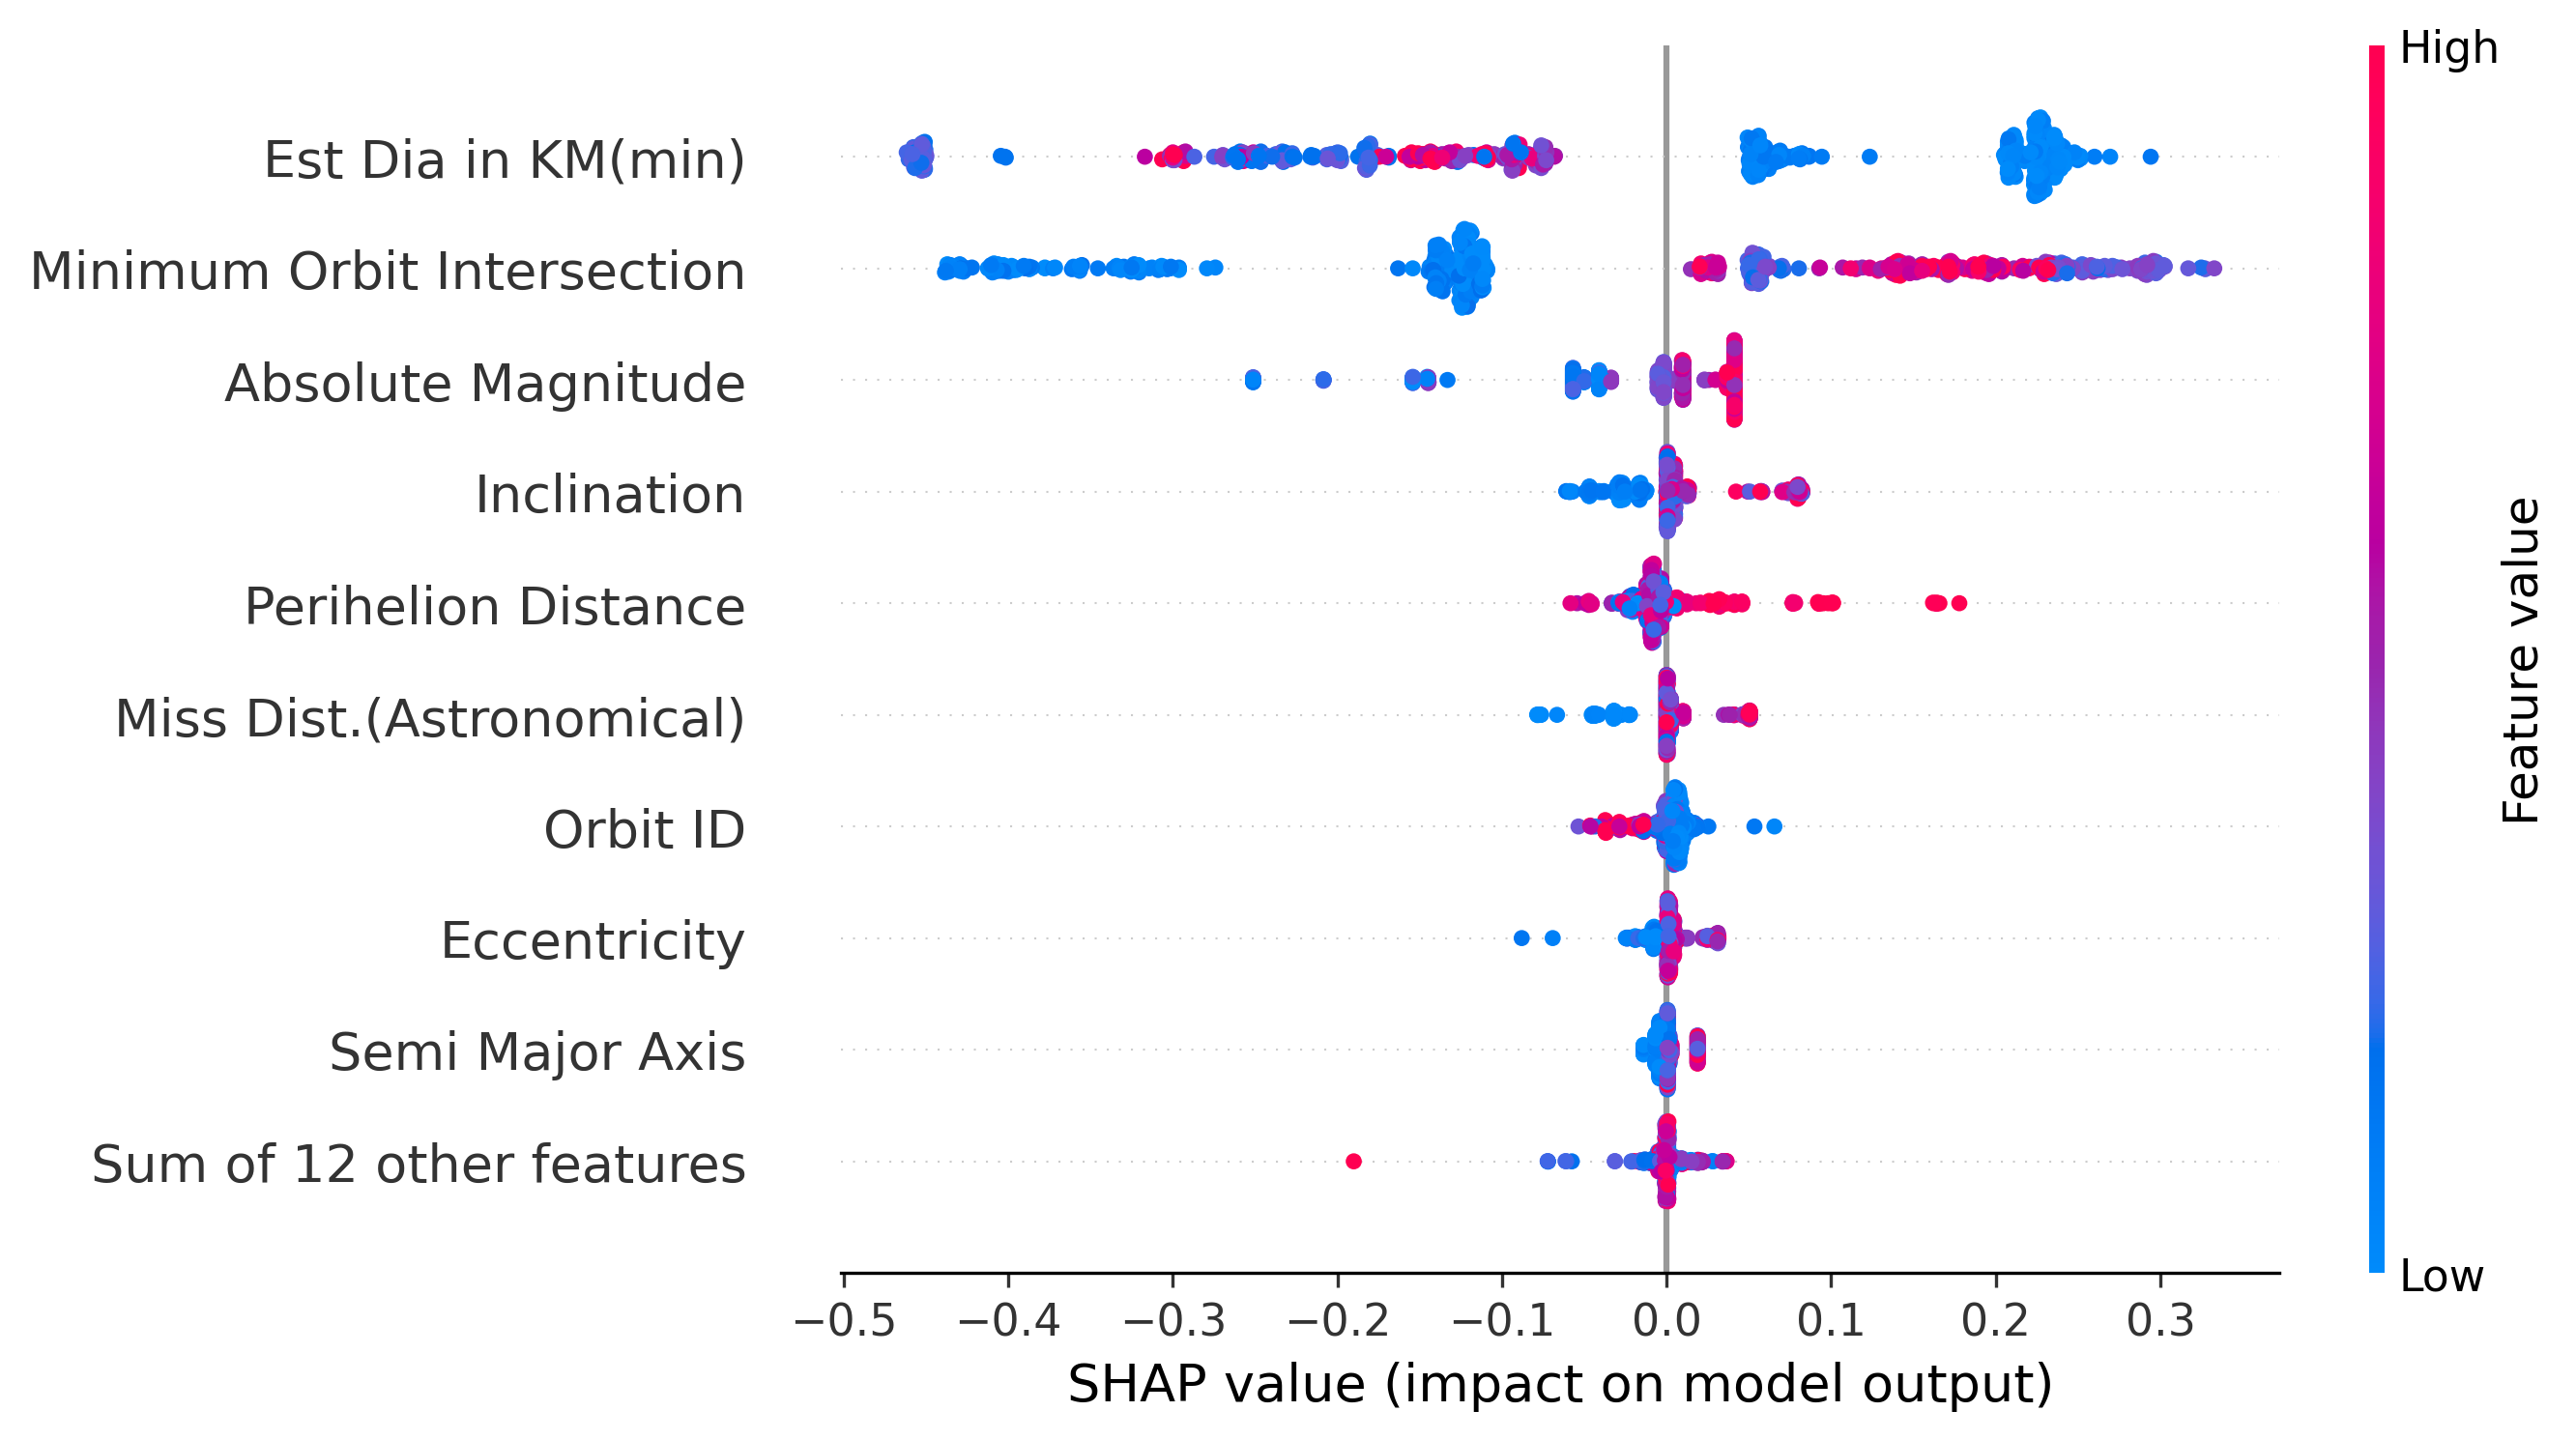 High
Est Dia in KM(min)
Minimum Orbit Intersection
Absolute Magnitude
Inclination
Perihelion Distance
Miss Dist.(Astronomical)
Orbit ID
Eccentricity
Semi Major Axis
Sum of 12 other features
Feature value
Low
−0.5 −0.4 −0.3 −0.2 −0.1 0.0 0.1 0.2 0.3
SHAP value (impact on model output)